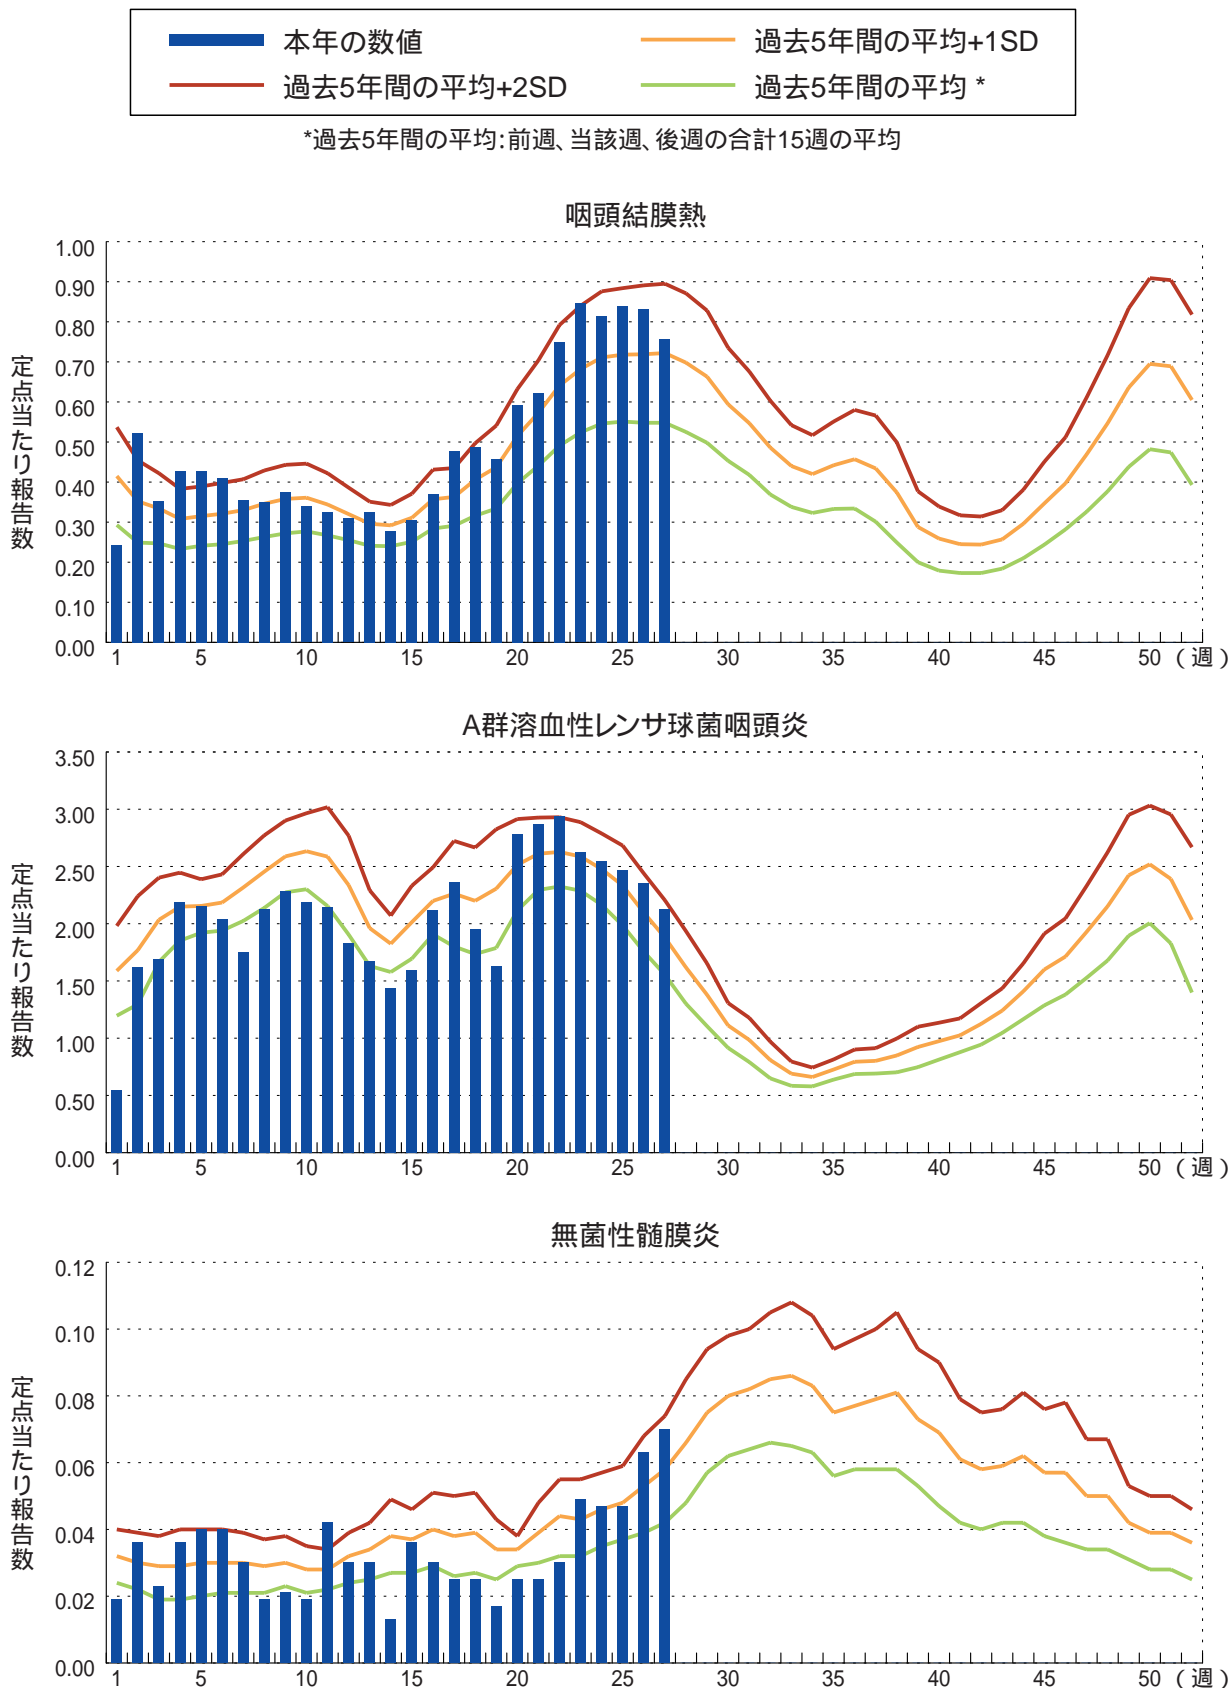 本年の数値
過去5年間の平均+1SD
過去5年間の平均+2SD
過去5年間の平均 *
*過去5年間の平均:前週、当該週、後週の合計15週の平均
咽頭結膜熱
定点当たり報告数
1.00
0.90
0.80
0.70
0.60
0.50
0.40
0.30
0.20
0.10
0.00
1 5 10 15 20 25 30 35 40 45 50 (週)
A群溶血性レンサ球菌咽頭炎
定点当たり報告数
3.50
3.00
2.50
2.00
1.50
1.00
0.50
0.00
1 5 10 15 20 25 30 35 40 45 50 (週)
無菌性髄膜炎
定点当たり報告数
0.12
0.10
0.08
0.06
0.04
0.02
0.00
1 5 10 15 20 25 30 35 40 45 50 (週)